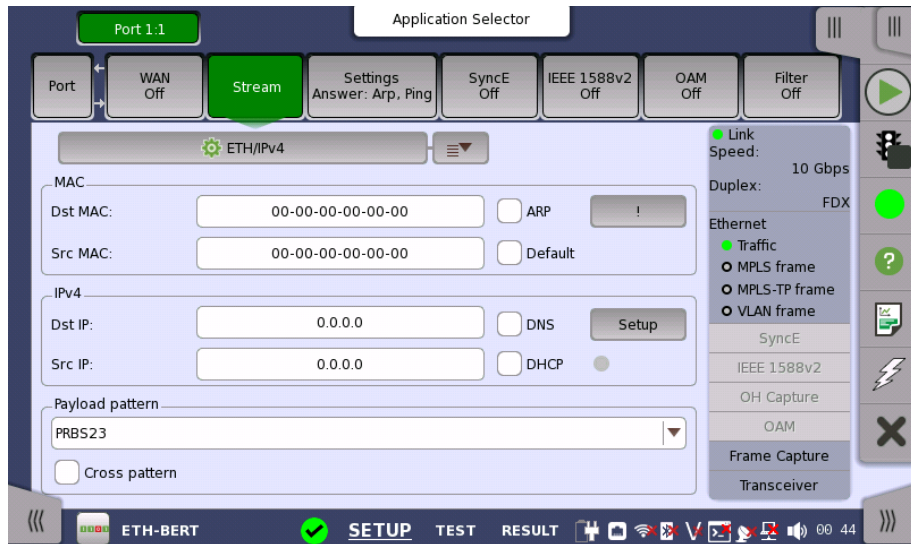 Port 1:1
Application Selector
Port
WAN
Off
Stream
Settings
Answer: Arp, Ping
SyncE
Off
IEEE 1588v2
Off
OAM
Off
Filter
Off
ETH/IPv4
MAC
Dst MAC:
00-00-00-00-00-00
ARP
!
Src MAC:
00-00-00-00-00-00
Default
IPv4
Dst IP:
0.0.0.0
DNS
Setup
Src IP:
0.0.0.0
DHCP
Payload pattern
PRBS23
Cross pattern
Link
Speed:
10 Gbps
Duplex:
FDX
Ethernet
Traffic
MPLS frame
MPLS-TP frame
VLAN frame
SyncE
IEEE 1588v2
OH Capture
OAM
Frame Capture
Transceiver
ETH-BERT
SETUP
TEST
RESULT
00 44